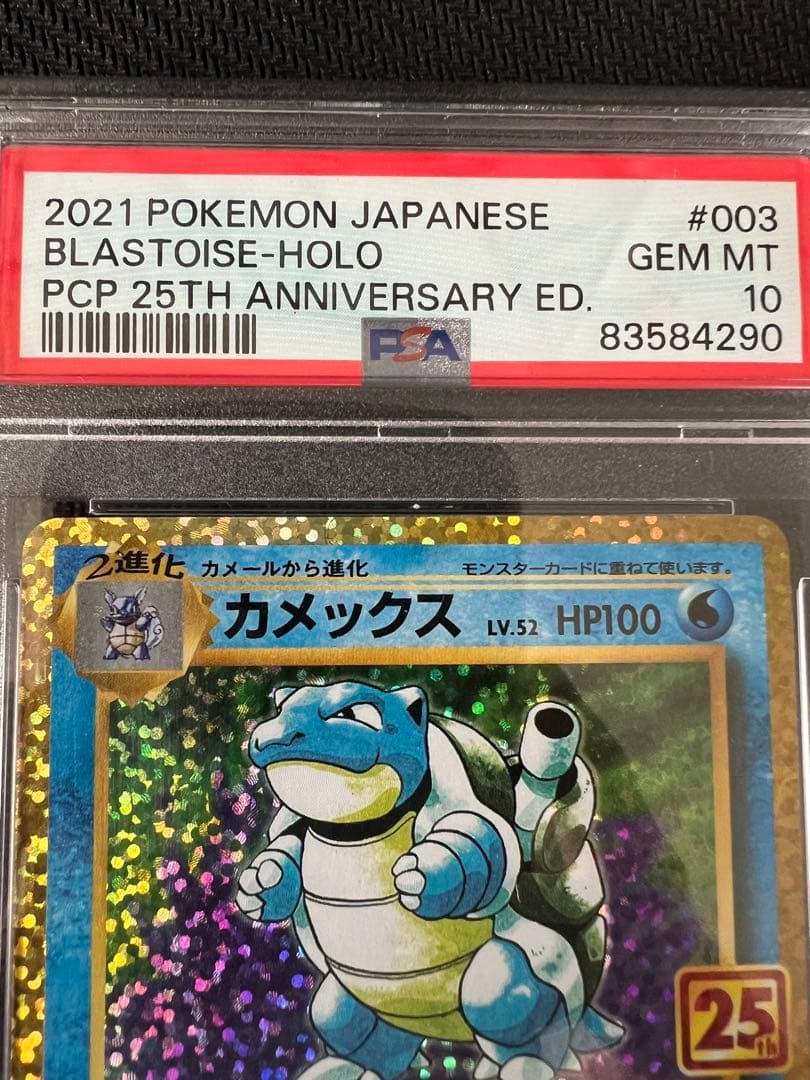 2021 POKEMON JAPANESE #003
BLASTOISE-HOLO GEM MT
PCP 25TH ANNIVERSARY ED. 10
PSA 83584290
2進化 カメールから進化 モンスターカードに重ねて使います。
カメックス LV.52 HP100
25th